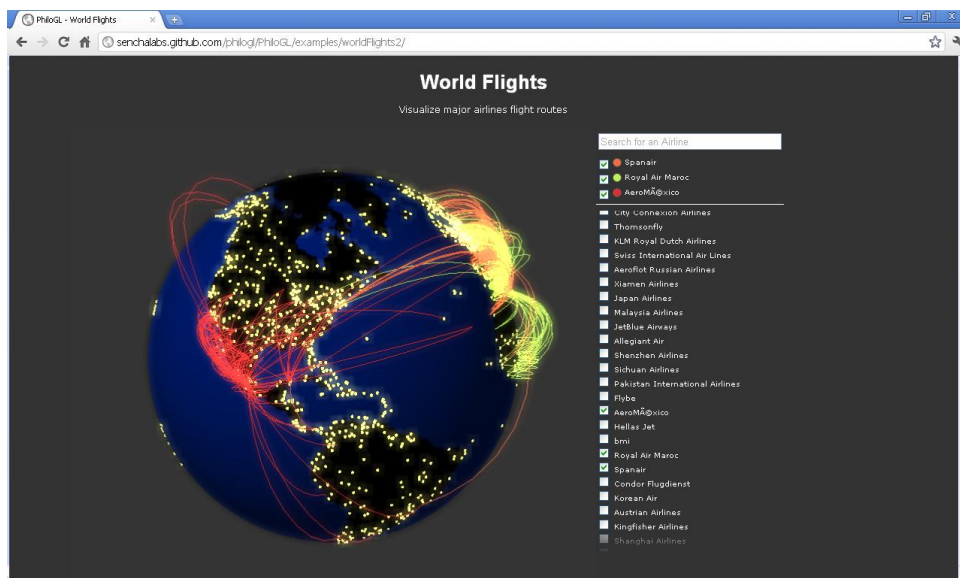 PhiloGL - World Flights
senchalabs.github.com/philogl/PhiloGL/examples/worldFlights2/
World Flights
Visualize major airlines flight routes
Search for an Airline
Spanair
Royal Air Maroc
AeroMÃ©xico
City Connexion Airlines
Thomsonfly
KLM Royal Dutch Airlines
Swiss International Air Lines
Aeroflot Russian Airlines
Xiamen Airlines
Japan Airlines
Malaysia Airlines
JetBlue Airways
Allegiant Air
Shenzhen Airlines
Sichuan Airlines
Pakistan International Airlines
Flybe
AeroMÃ©xico
Hellas Jet
bmi
Royal Air Maroc
Spanair
Condor Flugdienst
Korean Air
Austrian Airlines
Kingfisher Airlines
Shanghai Airlines